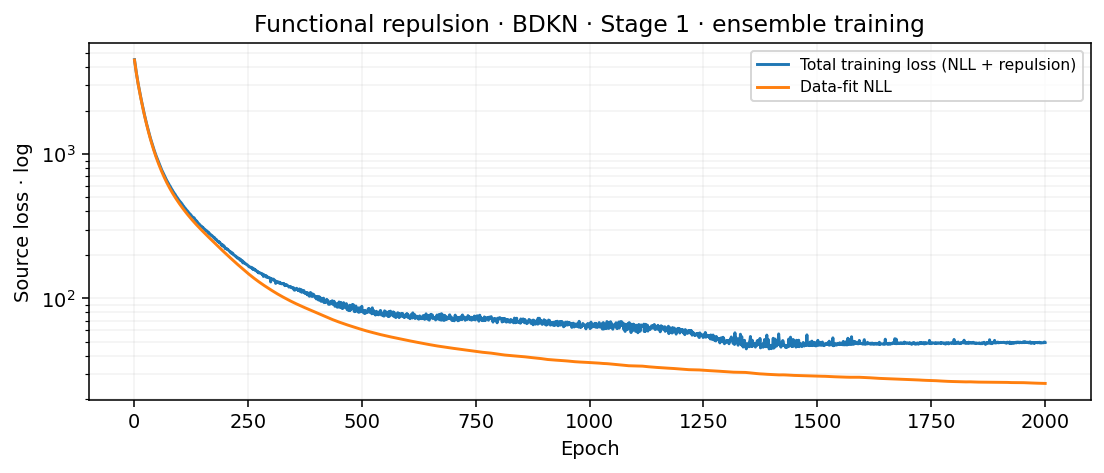 Functional repulsion · BDKN · Stage 1 · ensemble training
Total training loss (NLL + repulsion)
Data-fit NLL
Source loss · log
10³
10²
0 250 500 750 1000 1250 1500 1750 2000
Epoch